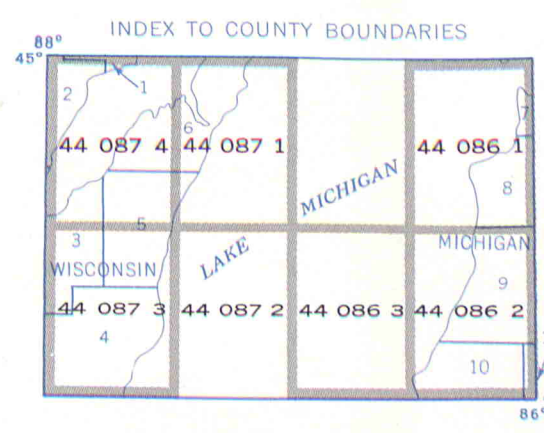 INDEX TO COUNTY BOUNDARIES
88°
45°
1
2
6
7
44 087 4
44 087 1
44 086 1
MICHIGAN
8
5
3
MICHIGAN
WISCONSIN
LAKE
9
44 087 3
44 087 2
44 086 3
44 086 2
4
10
86°